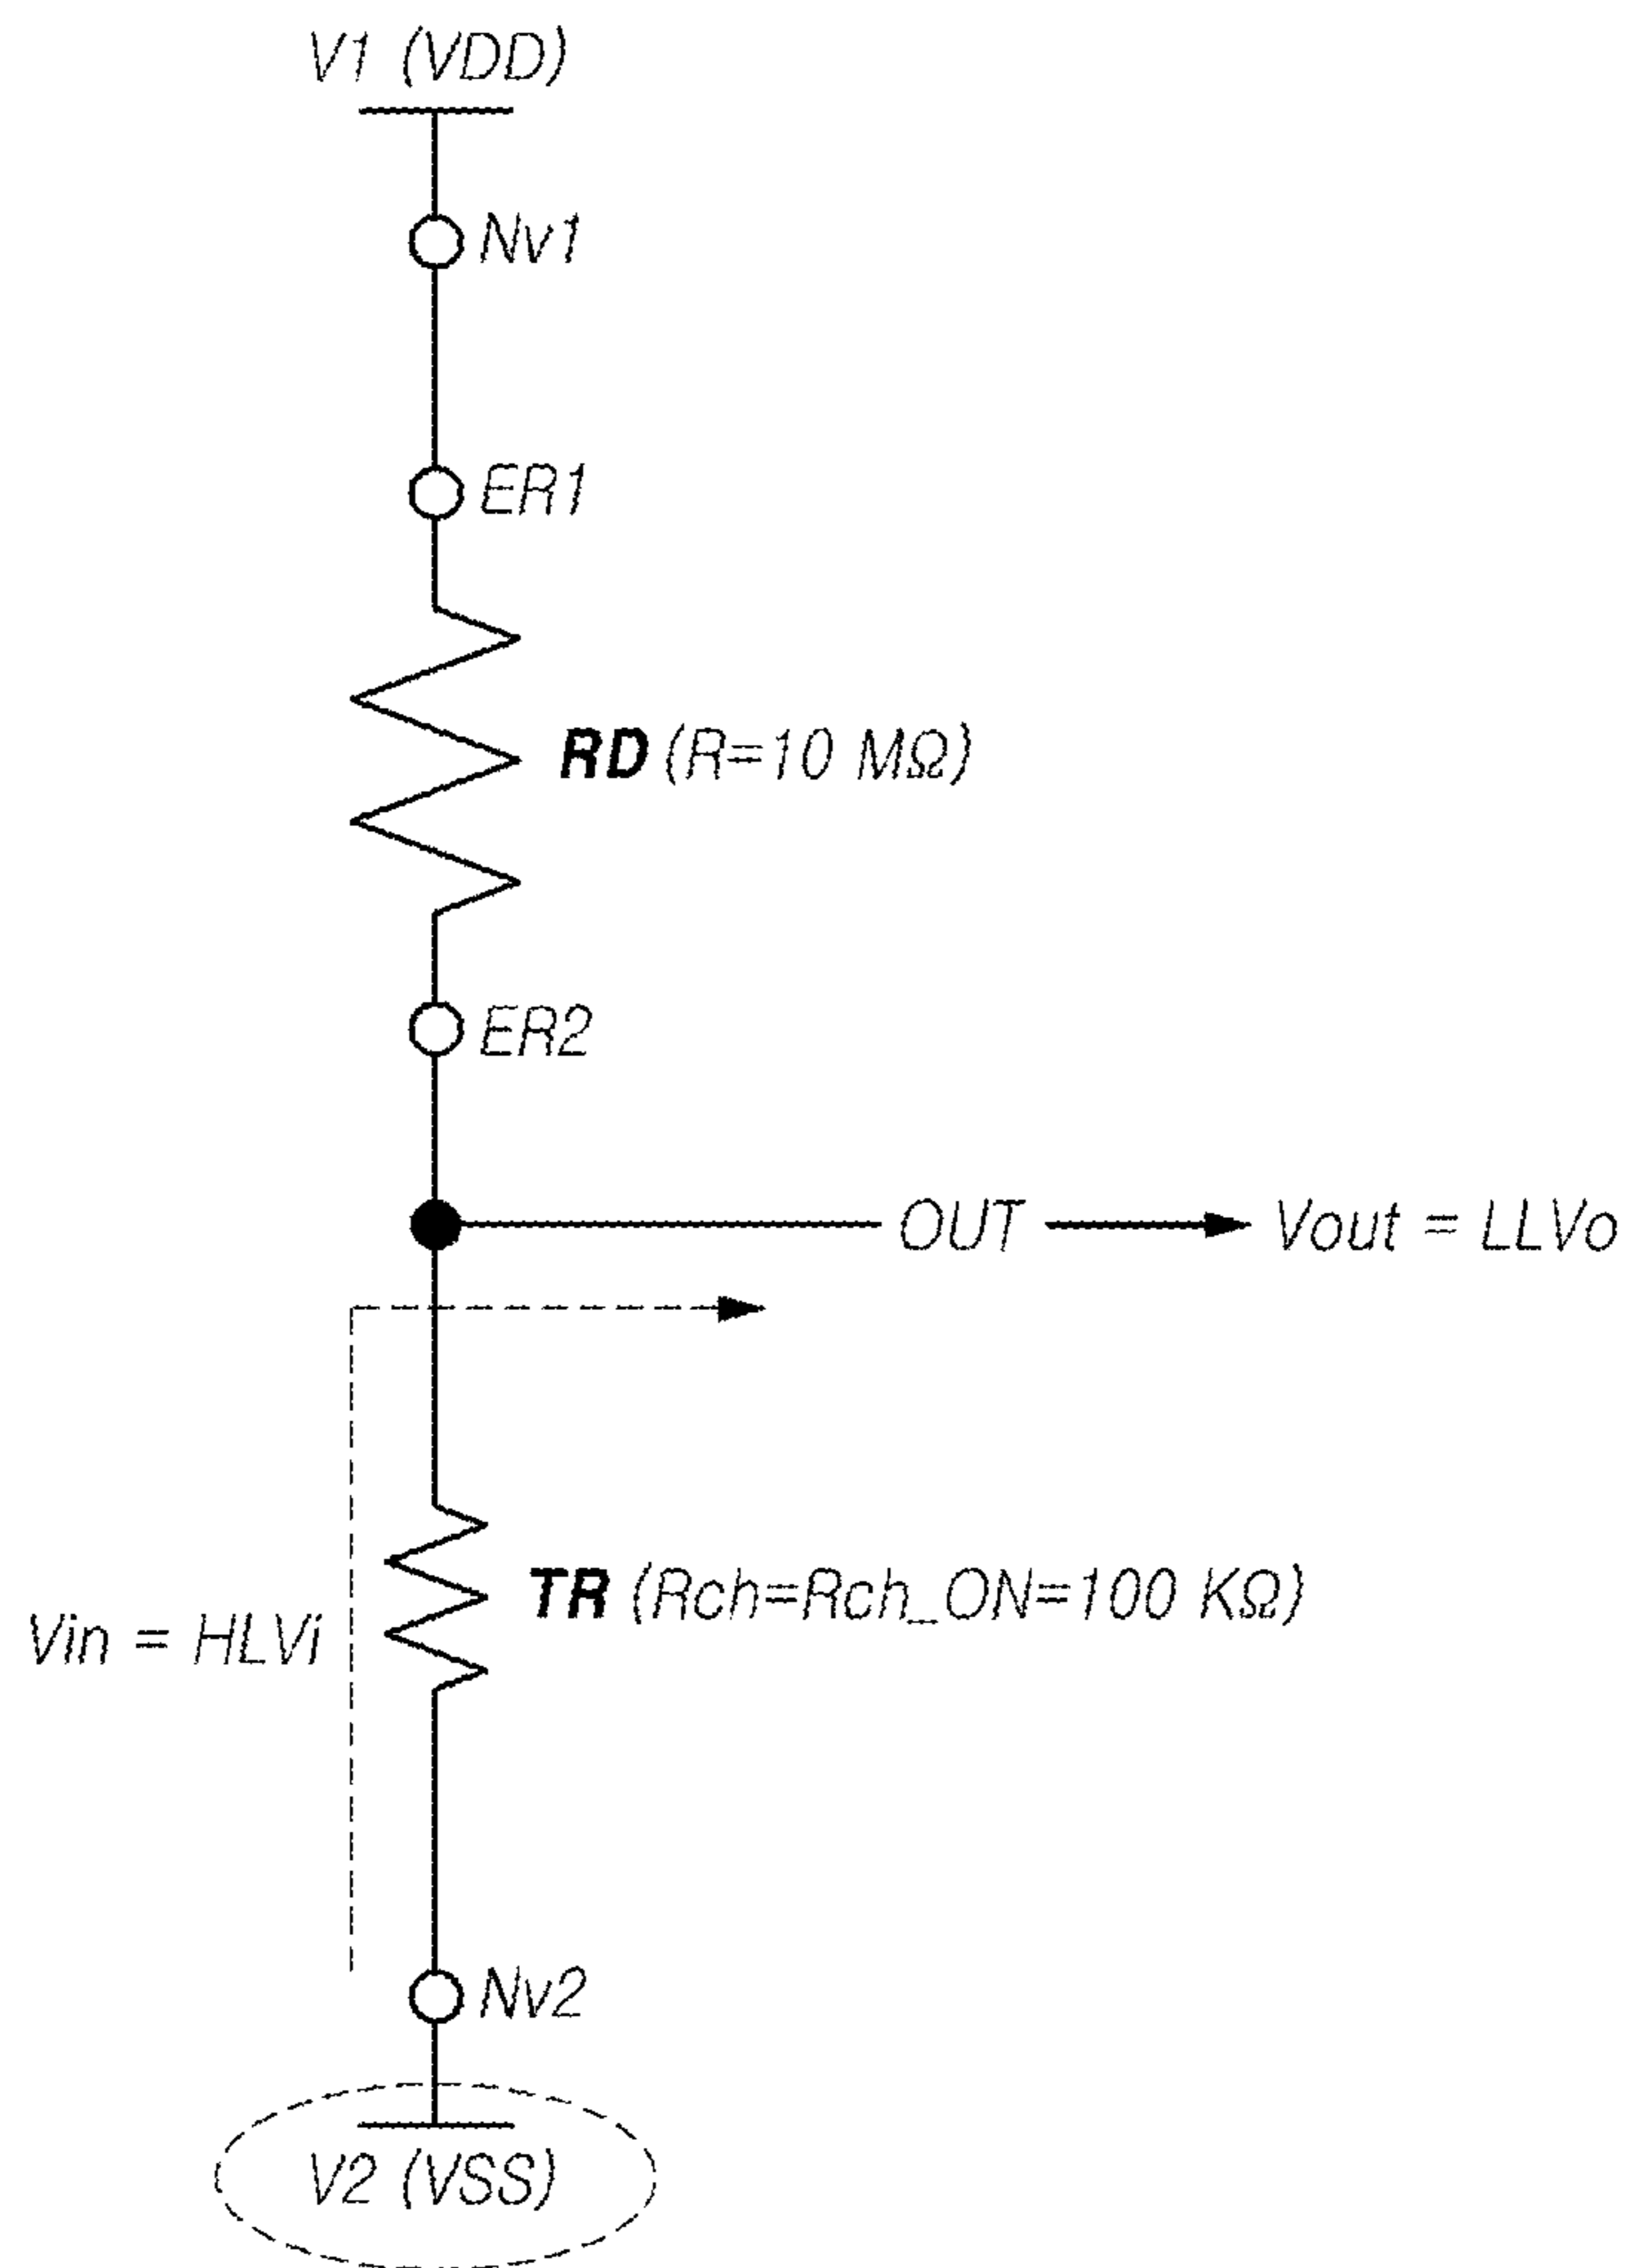 V1 (VDD)
Nv1
ER1
RD (R=10 MΩ)
ER2
OUT Vout = LLVo
TR (Rch=Rch_ON=100 KΩ)
Vin = HLVi
Nv2
V2 (VSS)